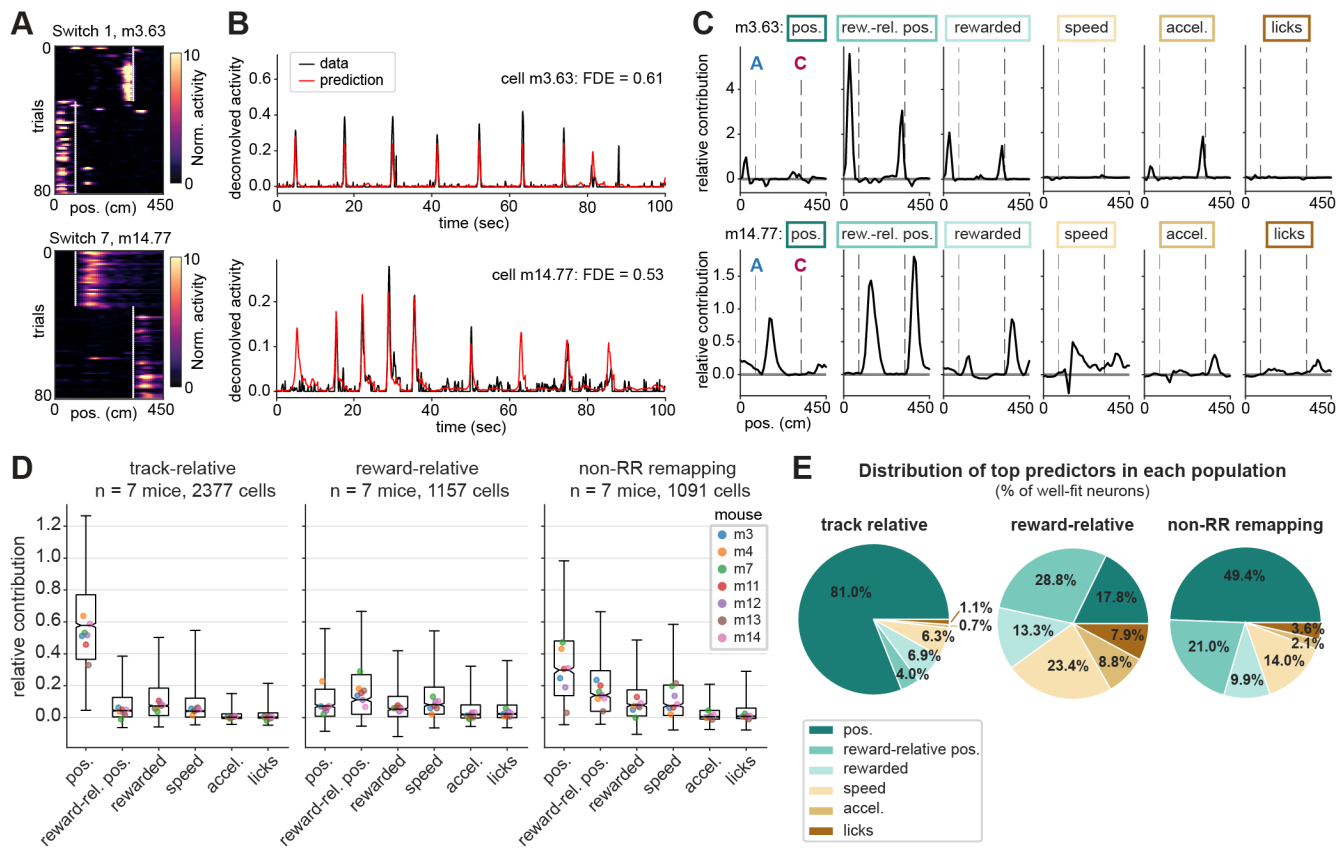 A
Switch 1, m3.63
0
trials
80
pos. (cm)
450
10
0
Norm. activity
Switch 7, m14.77
0
trials
80
pos. (cm)
450
10
0
Norm. activity
B
data
prediction
cell m3.63: FDE = 0.61
deconvolved activity
0.6
0.4
0.2
0.0
0 20 40 60 80 100
time (sec)
cell m14.77: FDE = 0.53
deconvolved activity
0.2
0.1
0.0
0 20 40 60 80 100
time (sec)
C
m3.63: pos. rew.-rel. pos. rewarded speed accel. licks
A C
relative contribution
4
2
0
0 450 0 450 0 450 0 450 0 450 0 450
m14.77: pos. rew.-rel. pos. rewarded speed accel. licks
A C
relative contribution
1.5
1.0
0.5
0.0
0 450 0 450 0 450 0 450 0 450 0 450
pos. (cm)
D
track-relative
n = 7 mice, 2377 cells
reward-relative
n = 7 mice, 1157 cells
non-RR remapping
n = 7 mice, 1091 cells
relative contribution
1.2
1.0
0.8
0.6
0.4
0.2
0.0
mouse
m3
m4
m7
m11
m12
m13
m14
pos. reward-rel. pos. rewarded speed accel. licks
pos. reward-rel. pos. rewarded speed accel. licks
pos. reward-rel. pos. rewarded speed accel. licks
E
Distribution of top predictors in each population
(% of well-fit neurons)
track relative
81.0%
1.1%
0.7%
6.3%
6.9%
4.0%
reward-relative
28.8%
17.8%
13.3%
7.9%
23.4%
8.8%
non-RR remapping
49.4%
3.6%
2.1%
21.0%
14.0%
9.9%
pos.
reward-relative pos.
rewarded
speed
accel.
licks